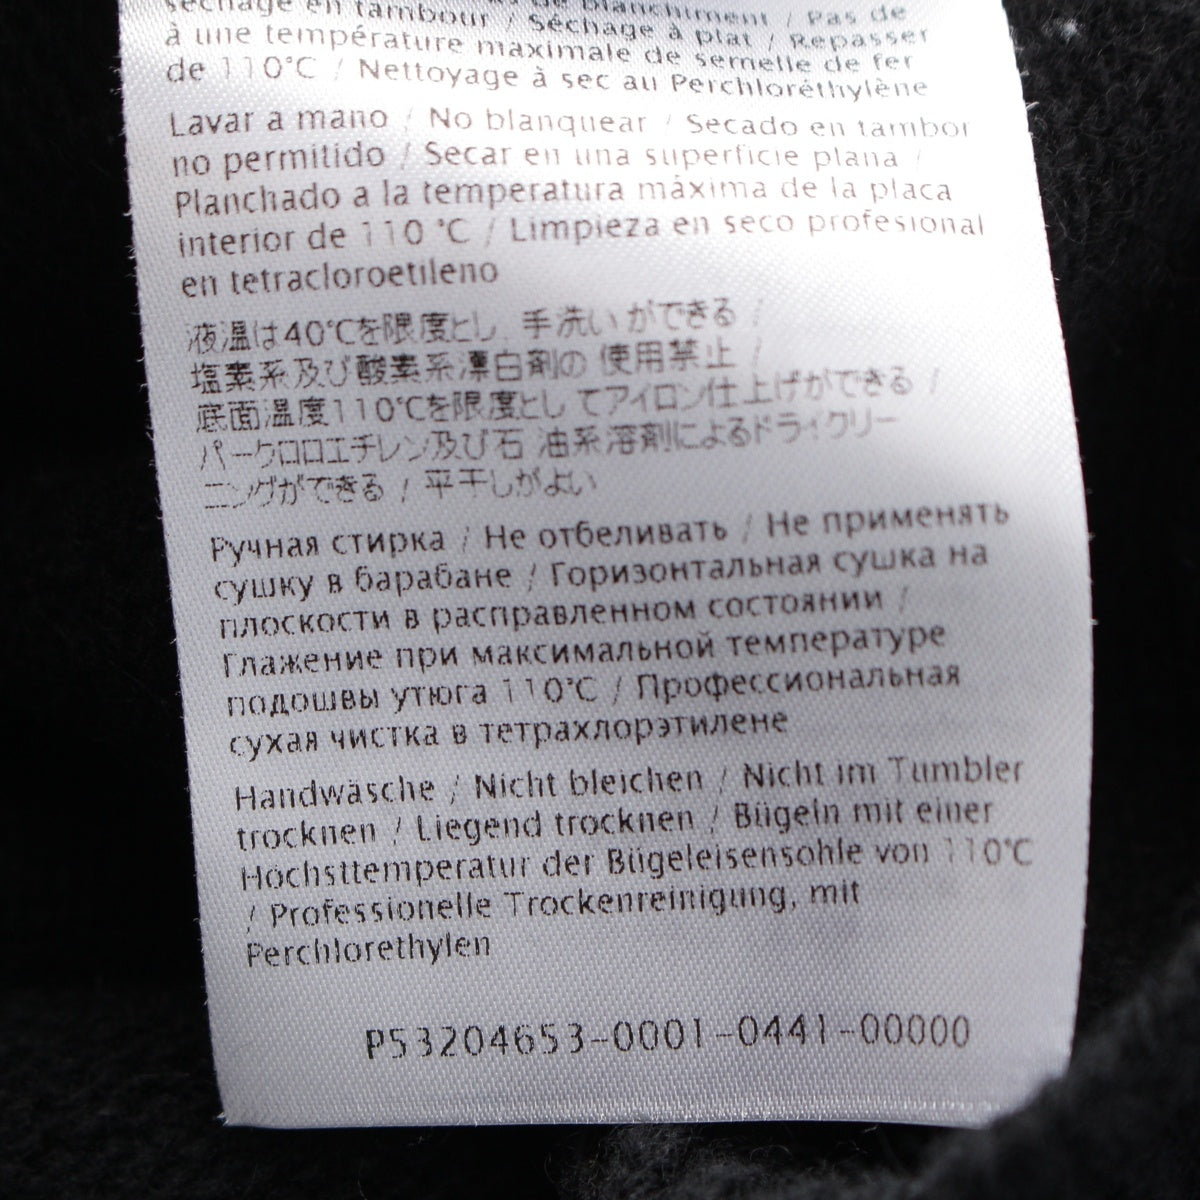 séchage en tambour / Séchage à plat / Repasser
à une température maximale de semelle de fer
de 110°C / Nettoyage à sec au Perchloréthylène
Lavar a mano / No blanquear / Secado en tambor
no permitido / Secar en una superficie plana /
Planchado a la temperatura máxima de la placa
interior de 110 °C / Limpieza en seco profesional
en tetracloroetileno
液温は40℃を限度とし、手洗いができる /
塩素系及び酸素系漂白剤の 使用禁止 /
底面温度110℃を限度とし てアイロン仕上げができる /
パークロロエチレン及び石 油系溶剤によるドライクリー
ニングができる / 平干しがよい
Ручная стирка / Не отбеливать / Не применять
сушку в барабане / Горизонтальная сушка на
плоскости в расправленном состоянии /
Глажение при максимальной температуре
подошвы утюга 110°C / Профессиональная
сухая чистка в тетрахлорэтилене
Handwäsche / Nicht bleichen / Nicht im Tumbler
trocknen / Liegend trocknen / Bügeln mit einer
Höchsttemperatur der Bügeleisensohle von 110°C
/ Professionelle Trockenreinigung, mit
Perchlorethylen
P53204653-0001-0441-00000